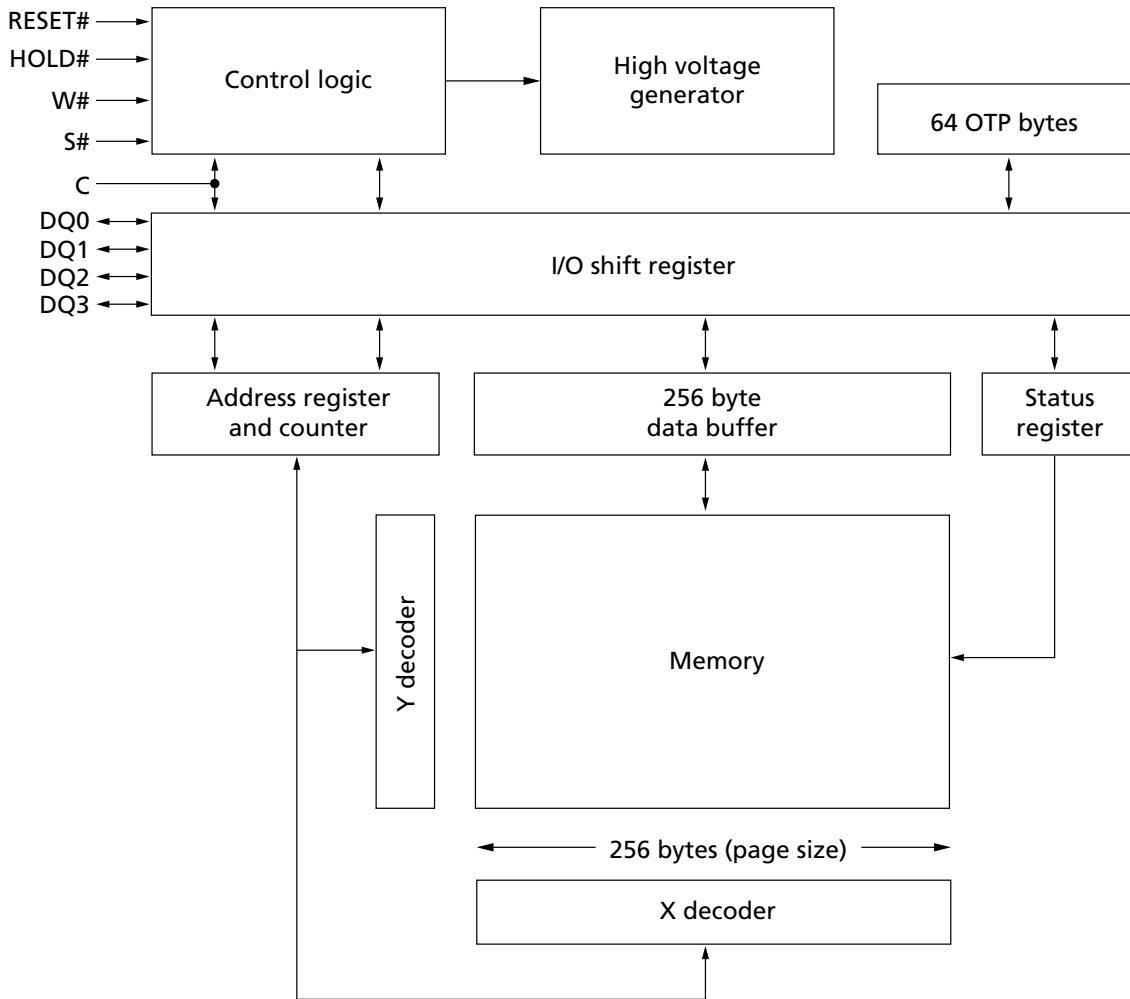 RESET#
HOLD#
W#
S#
C
Control logic
High voltage
generator
64 OTP bytes
DQ0
DQ1
DQ2
DQ3
I/O shift register
Address register
and counter
256 byte
data buffer
Status
register
Y decoder
Memory
256 bytes (page size)
X decoder